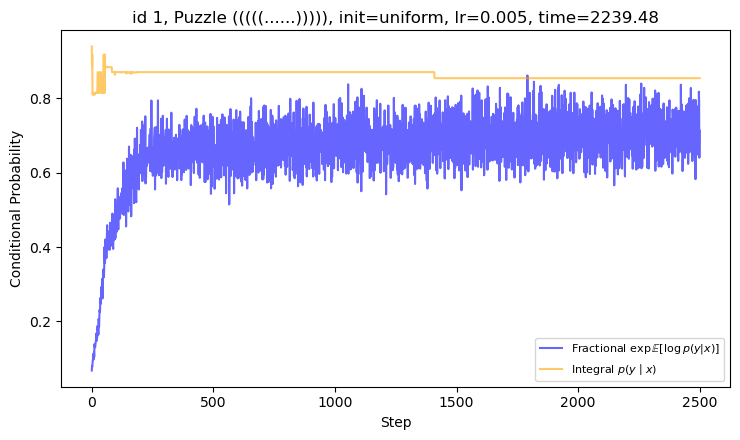 id 1, Puzzle (((((......))))), init=uniform, lr=0.005, time=2239.48
Conditional Probability
0.8
0.6
0.4
0.2
0
500
1000
1500
2000
2500
Step
Fractional exp𝔼[log p(y|x)]
Integral p(y | x)